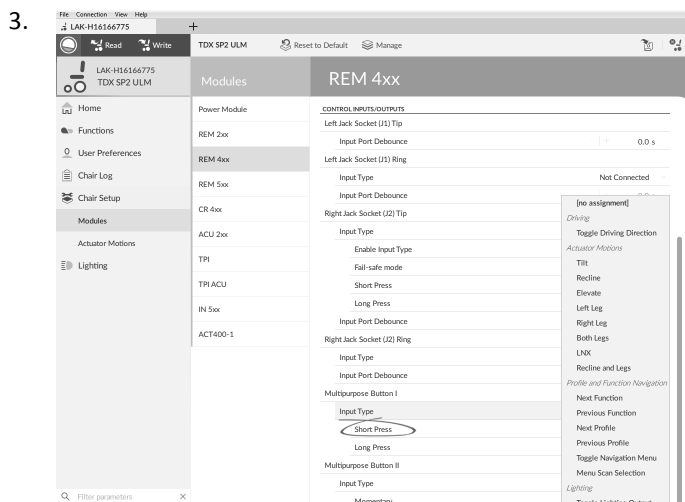 3.
File Connection View Help
LAK-H16166775 +
Read Write TDX SP2 ULM Reset to Default Manage
LAK-H16166775
TDX SP2 ULM
Modules
REM 4xx
Home
Functions
User Preferences
Chair Log
Chair Setup
Modules
Actuator Motions
Lighting
Filter parameters ×
Power Module
REM 2xx
REM 4xx
REM 5xx
CR 4xx
ACU 2xx
TPI
TPI ACU
IN 5xx
ACT400-1
CONTROL INPUTS/OUTPUTS
Left Jack Socket (J1) Tip
Input Port Debounce 0.0 s
Left Jack Socket (J1) Ring
Input Type Not Connected
Input Port Debounce
Right Jack Socket (J2) Tip
Input Type
Enable Input Type
Fail-safe mode
Short Press
Long Press
Input Port Debounce
Right Jack Socket (J2) Ring
Input Type
Input Port Debounce
Multipurpose Button I
Input Type
Short Press
Long Press
Multipurpose Button II
Input Type
Momentary
[no assignment]
Driving
Toggle Driving Direction
Actuator Motions
Tilt
Recline
Elevate
Left Leg
Right Leg
Both Legs
LNX
Recline and Legs
Profile and Function Navigation
Next Function
Previous Function
Next Profile
Previous Profile
Toggle Navigation Menu
Menu Scan Selection
Lighting
Toggle Lighting Output